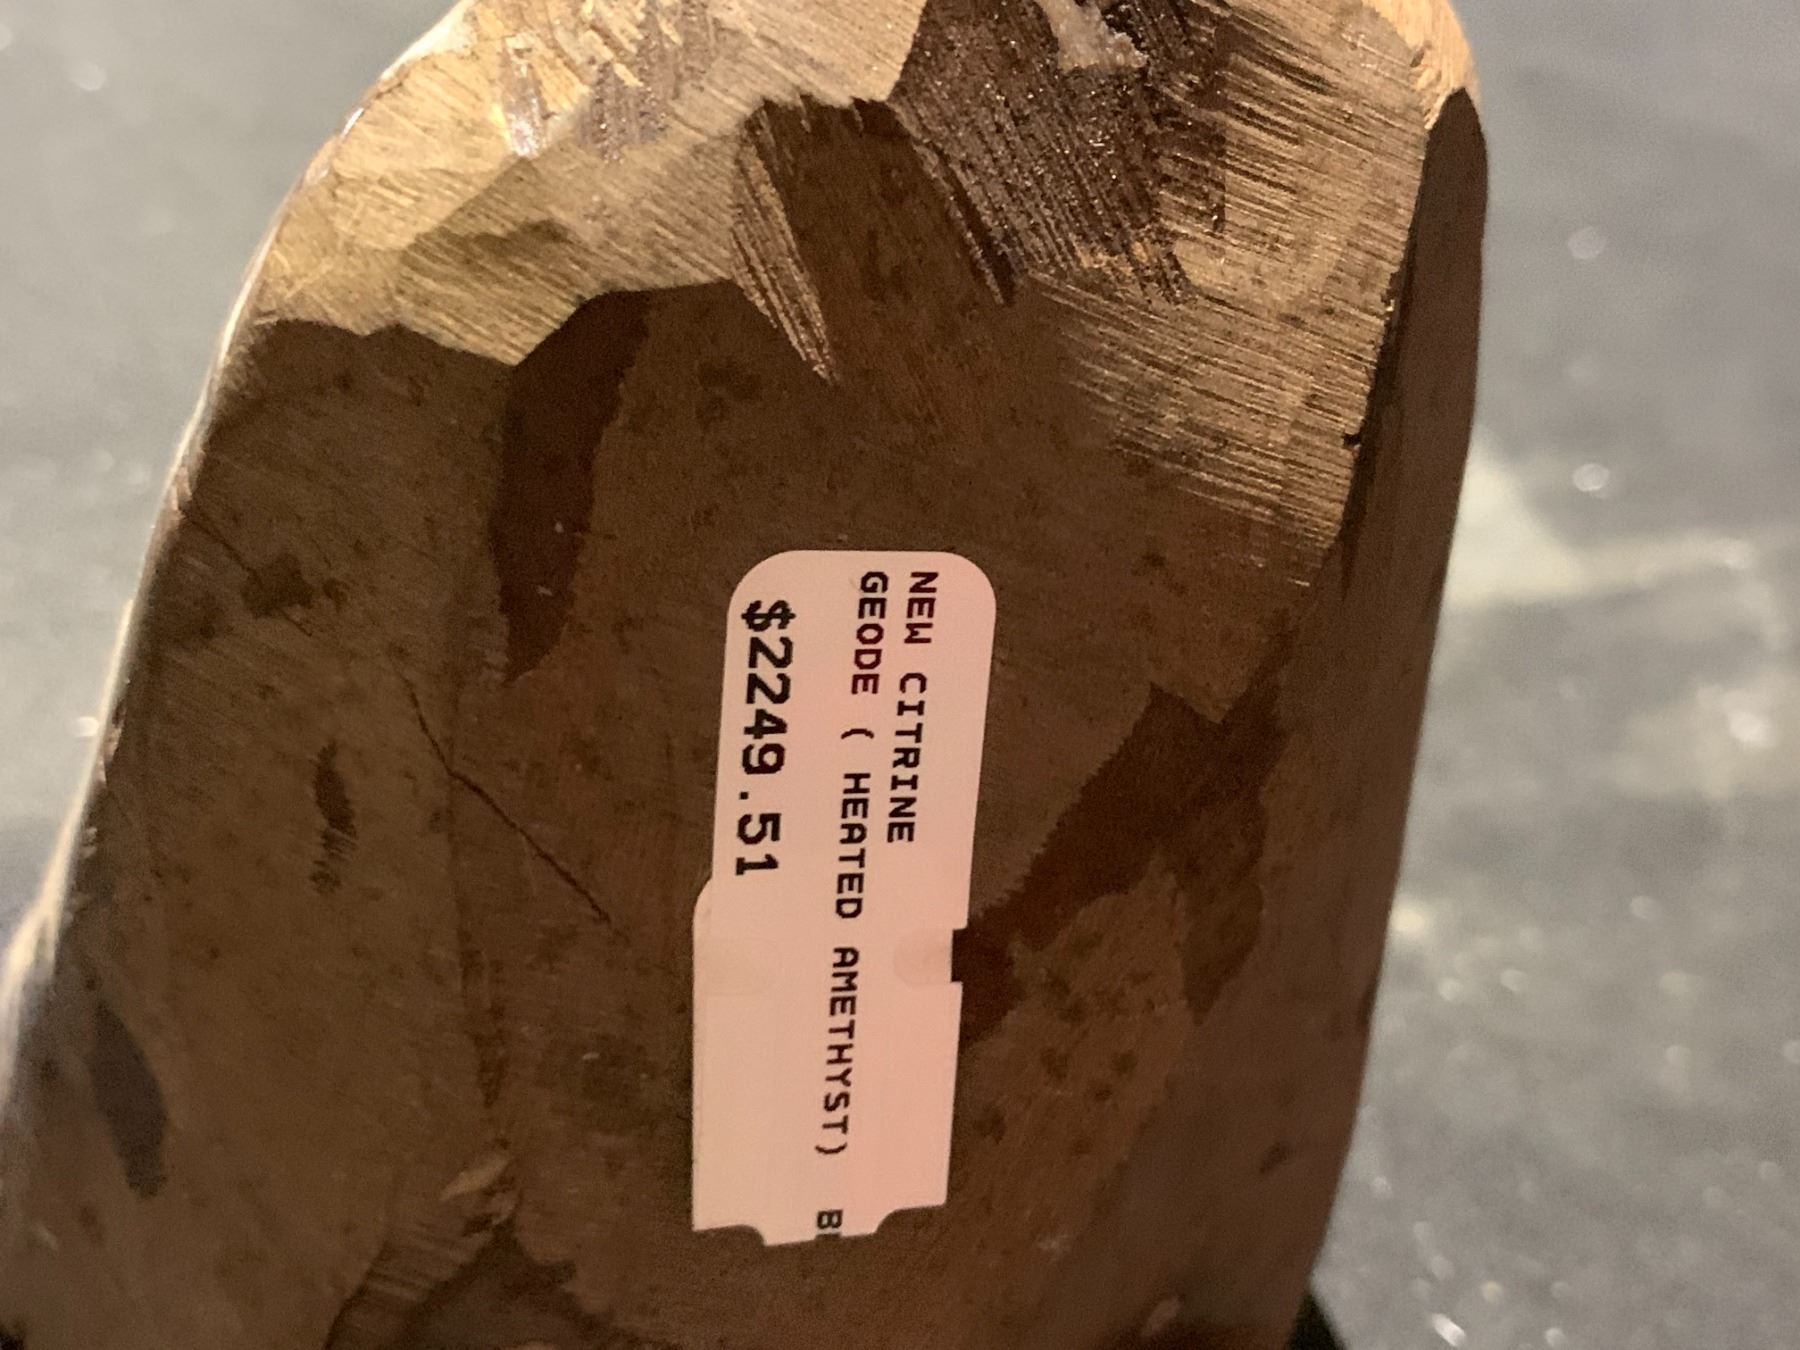 NEW CITRINE
GEODE ( HEATED AMETHYST) B
$2249.51